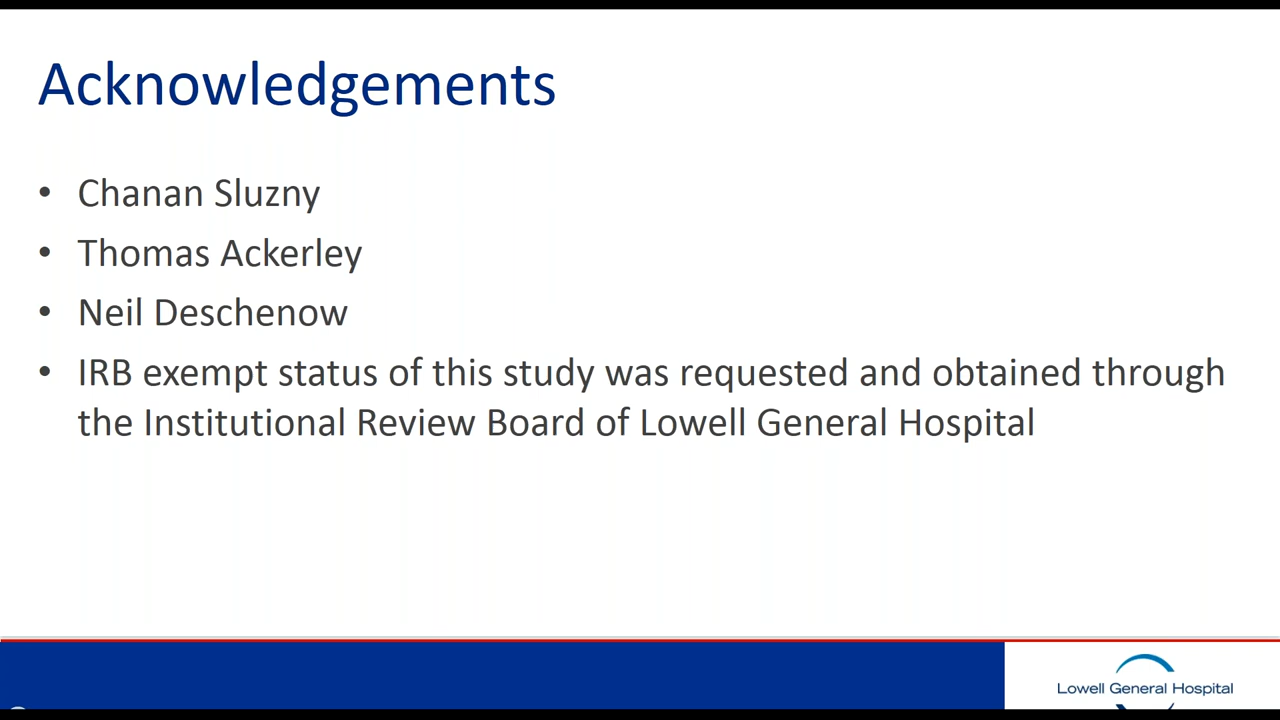 Acknowledgements
• Chanan Sluzny
• Thomas Ackerley
• Neil Deschenow
• IRB exempt status of this study was requested and obtained through
the Institutional Review Board of Lowell General Hospital
Lowell General Hospital